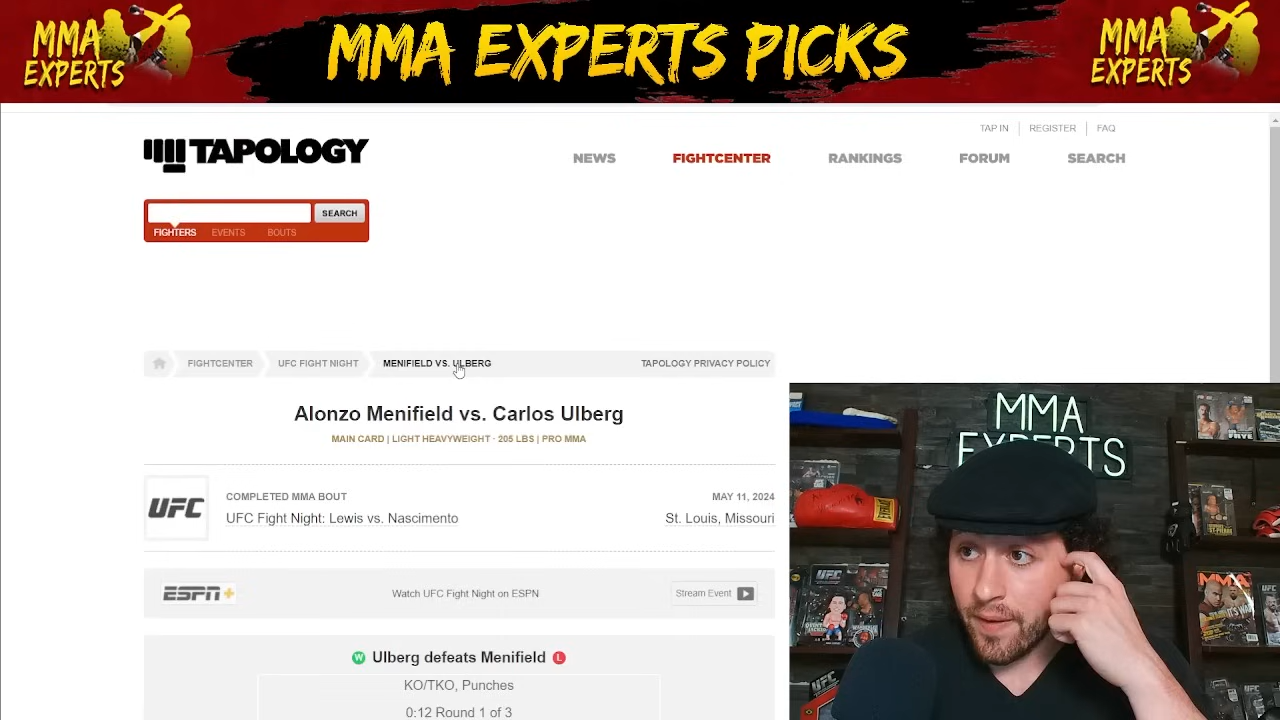 MMA
EXPERTS
MMA EXPERTS PICKS
MMA
EXPERTS
TAP IN
REGISTER
FAQ
TAPOLOGY
NEWS
FIGHTCENTER
RANKINGS
FORUM
SEARCH
SEARCH
FIGHTERS
EVENTS
BOUTS
FIGHTCENTER
UFC FIGHT NIGHT
MENIFIELD VS. ULBERG
TAPOLOGY PRIVACY POLICY
Alonzo Menifield vs. Carlos Ulberg
MAIN CARD | LIGHT HEAVYWEIGHT · 205 LBS | PRO MMA
UFC
COMPLETED MMA BOUT
MAY 11, 2024
UFC Fight Night: Lewis vs. Nascimento
St. Louis, Missouri
ESPN+
Watch UFC Fight Night on ESPN
Stream Event
W Ulberg defeats Menifield L
KO/TKO, Punches
0:12 Round 1 of 3
MMA
EXPERTS
UFC
MMA